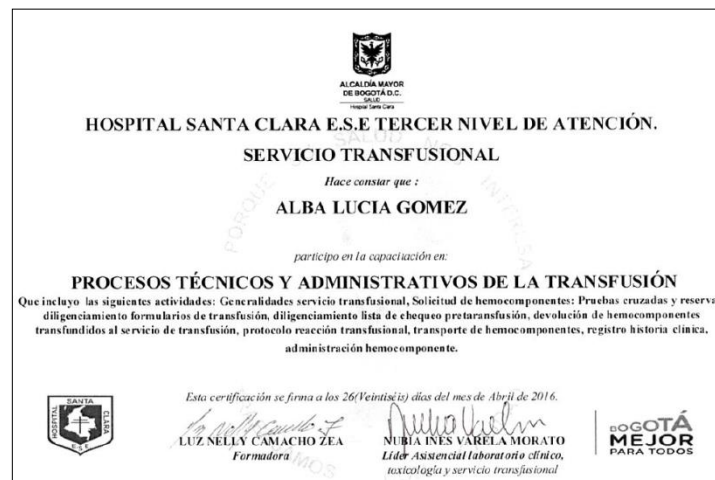 ALCALDÍA MAYOR
DE BOGOTÁ D.C.
SALUD
Hospital Santa Clara
HOSPITAL SANTA CLARA E.S.E TERCER NIVEL DE ATENCIÓN.
SERVICIO TRANSFUSIONAL
Hace constar que :
ALBA LUCIA GOMEZ
participo en la capacitación en:
PROCESOS TÉCNICOS Y ADMINISTRATIVOS DE LA TRANSFUSIÓN
Que incluyo las siguientes actividades: Generalidades servicio transfusional, Solicitud de hemocomponentes: Pruebas cruzadas y reserva
diligenciamiento formularios de transfusión, diligenciamiento lista de chequeo pretaransfusión, devolución de hemocomponentes
transfundidos al servicio de transfusión, protocolo reacción transfusional, transporte de hemocomponentes, registro historia clínica,
administración hemocomponente.
PORQUE SALUD NOS INTERESA
Esta certificación se firma a los 26(Veintiséis) días del mes de Abril de 2016.
LUZ NELLY CAMACHO ZEA
Formadora
NUBIA INES VARELA MORATO
Líder Asistencial laboratorio clínico,
toxicología y servicio transfusional
HOSPITAL SANTA CLARA
E.S.E
BOGOTÁ
MEJOR
PARA TODOS